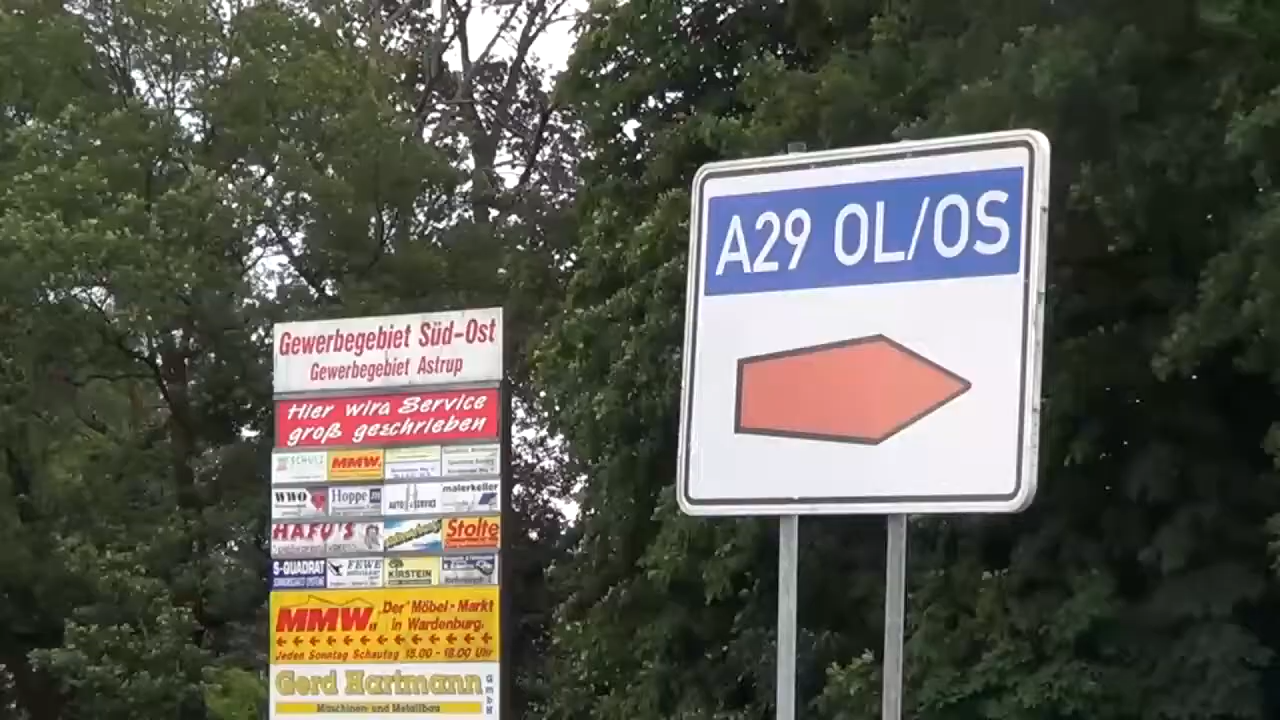 A29 OL/OS
Gewerbegebiet Süd-Ost
Gewerbegebiet Astrup
Hier wird Service
groß geschrieben
SCHULZ
MMW
WWO
Hoppe
AUTO SERVICE
malerkeller
HAFU'S
Stolte
S-QUADRAT
FEWE
KIRSTEIN
MMW „Der Möbel-Markt
in Wardenburg.
Jeden Sonntag Schautag 15.00 - 18.00 Uhr
Gerd Hartmann GmbH
Maschinen- und Metallbau